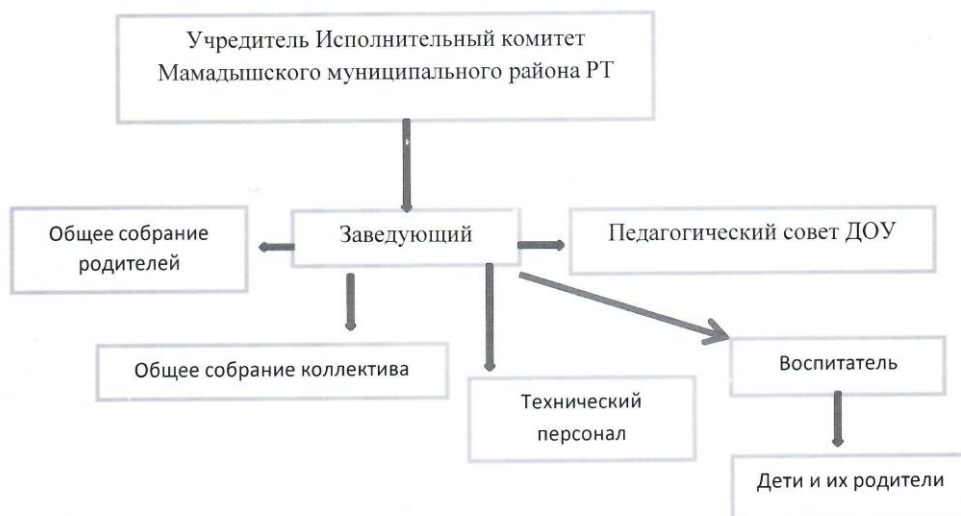 Учредитель Исполнительный комитет
Мамадышского муниципального района РТ
Общее собрание
родителей
Заведующий
Педагогический совет ДОУ
Общее собрание коллектива
Технический
персонал
Воспитатель
Дети и их родители